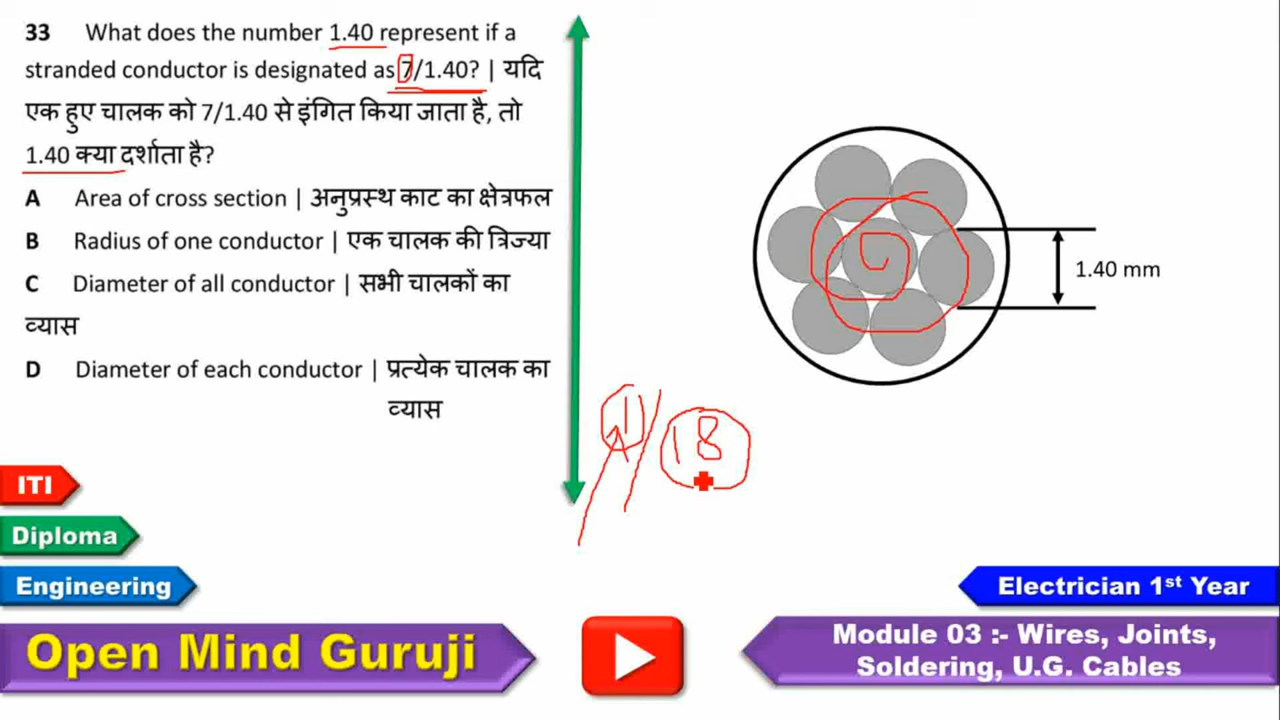 33 What does the number 1.40 represent if a
stranded conductor is designated as 7/1.40? | यदि
एक हुए चालक को 7/1.40 से इंगित किया जाता है, तो
1.40 क्या दर्शाता है?
A Area of cross section | अनुप्रस्थ काट का क्षेत्रफल
B Radius of one conductor | एक चालक की त्रिज्या
C Diameter of all conductor | सभी चालकों का
व्यास
D Diameter of each conductor | प्रत्येक चालक का
व्यास
1.40 mm
1/18
ITI
Diploma
Engineering
Open Mind Guruji
Electrician 1st Year
Module 03 :- Wires, Joints,
Soldering, U.G. Cables